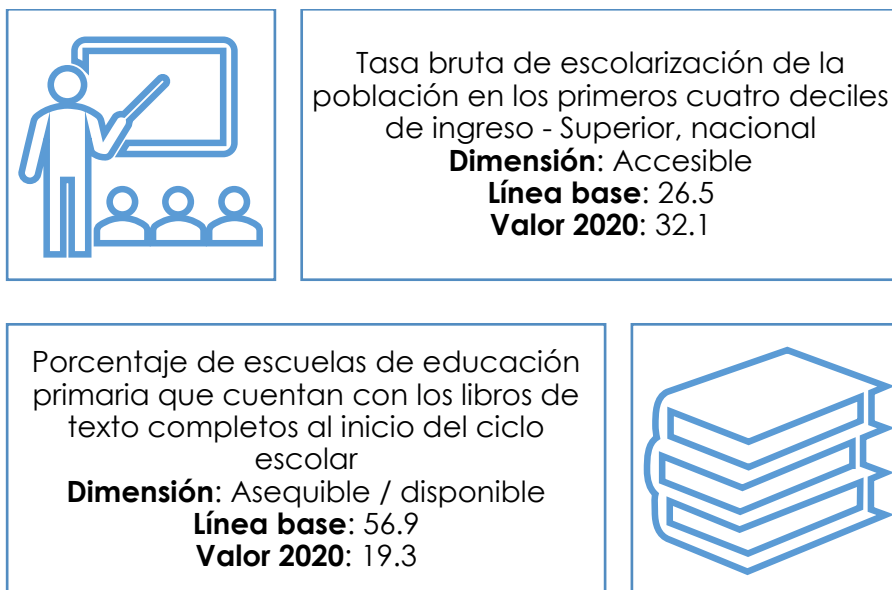 Tasa bruta de escolarización de la
población en los primeros cuatro deciles
de ingreso - Superior, nacional
Dimensión: Accesible
Línea base: 26.5
Valor 2020: 32.1
Porcentaje de escuelas de educación
primaria que cuentan con los libros de
texto completos al inicio del ciclo
escolar
Dimensión: Asequible / disponible
Línea base: 56.9
Valor 2020: 19.3